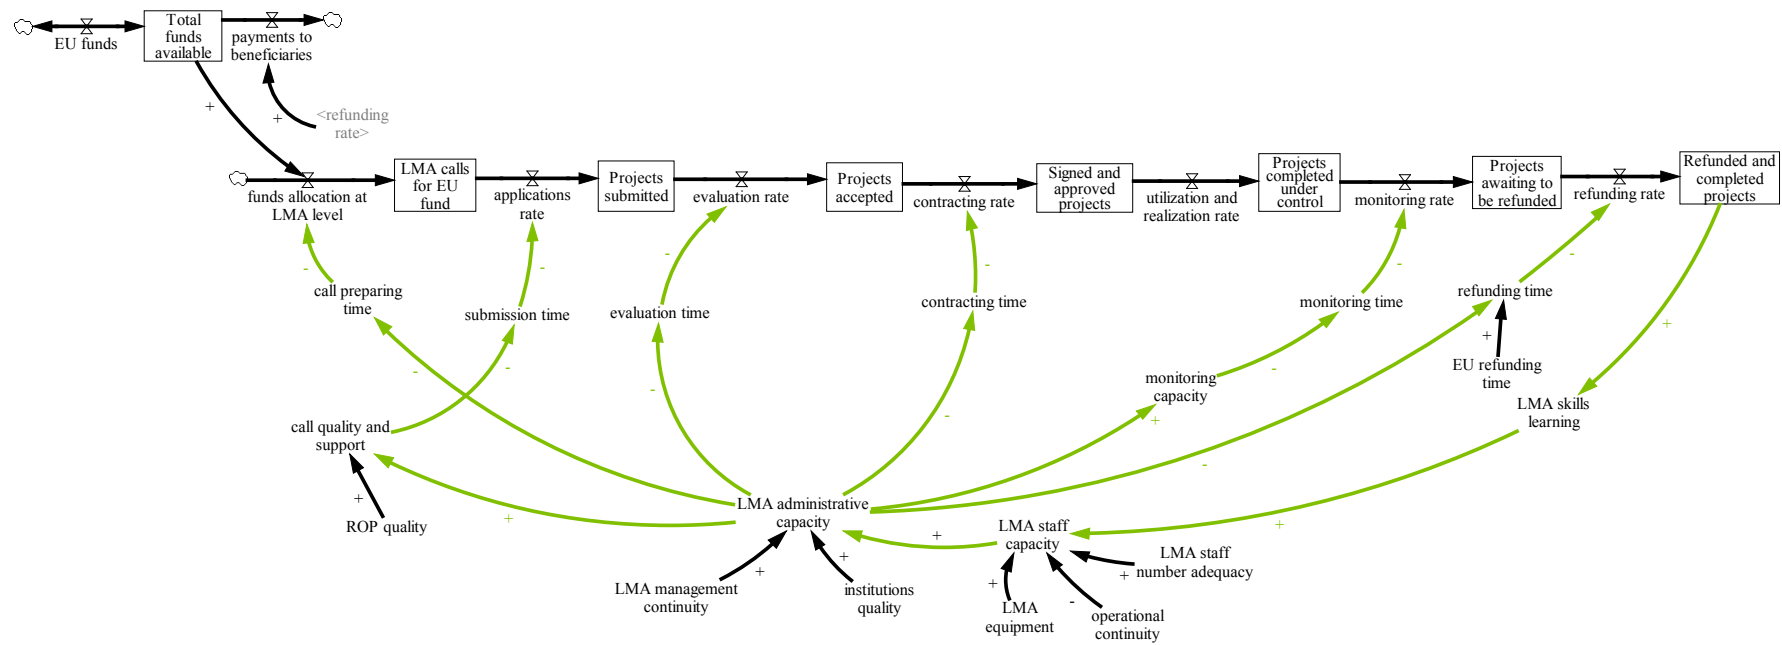 Total
funds
available
EU funds
payments to
beneficiaries
+
+
<refunding
rate>
funds allocation at
LMA level
LMA calls
for EU
fund
applications
rate
Projects
submitted
evaluation rate
Projects
accepted
contracting rate
Signed and
approved
projects
utilization and
realization rate
Projects
completed
under
control
monitoring rate
Projects
awaiting to
be refunded
refunding rate
Refunded and
completed
projects
-
-
-
-
-
-
call preparing
time
submission time
evaluation time
contracting time
monitoring time
refunding time
+
+
EU refunding
time
-
-
-
-
-
monitoring
capacity
+
LMA skills
learning
call quality and
support
-
+
ROP quality
+
-
LMA administrative
capacity
+
LMA staff
capacity
+
+
LMA management
continuity
+
institutions
quality
+
LMA
equipment
-
operational
continuity
+
LMA staff
number adequacy